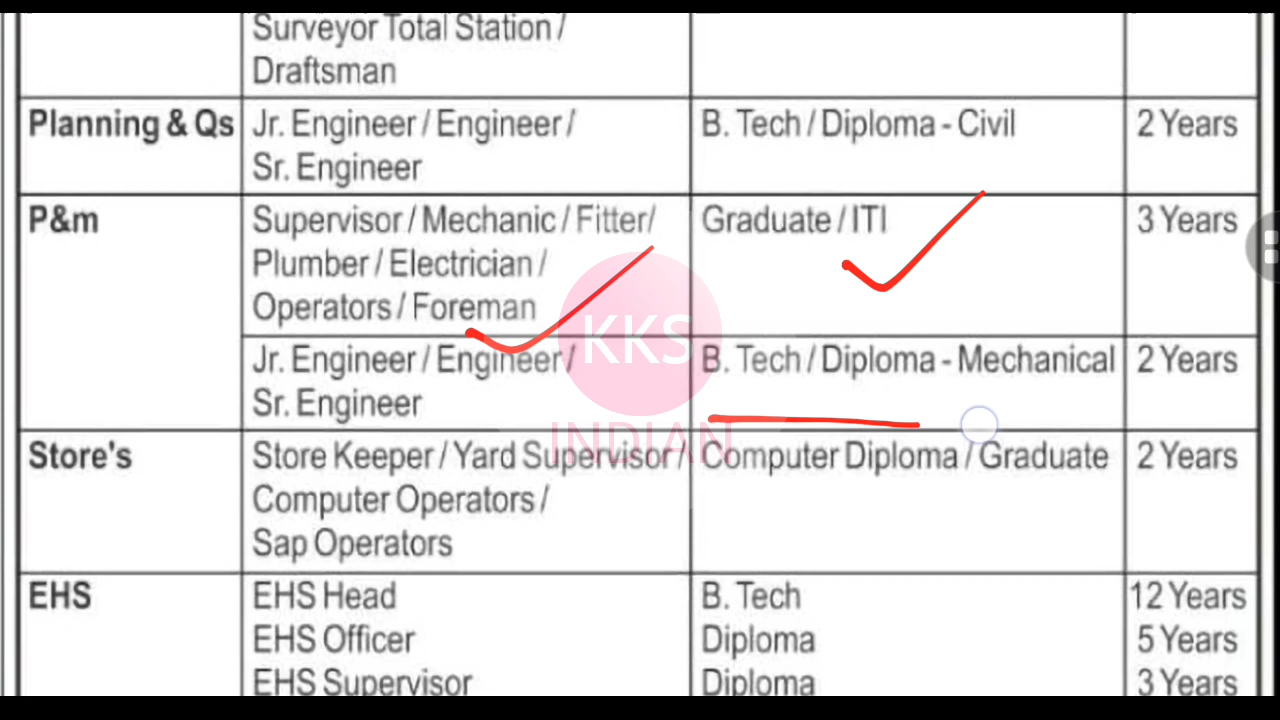 Surveyor Total Station /
Draftsman
Planning & Qs
Jr. Engineer / Engineer /
Sr. Engineer
B. Tech / Diploma - Civil
2 Years
P&m
Supervisor / Mechanic / Fitter/
Plumber / Electrician /
Operators / Foreman
Graduate / ITI
3 Years
Jr. Engineer / Engineer /
Sr. Engineer
B. Tech / Diploma - Mechanical
2 Years
Store's
Store Keeper / Yard Supervisor /
Computer Operators /
Sap Operators
Computer Diploma / Graduate
2 Years
EHS
EHS Head
B. Tech
12 Years
EHS Officer
Diploma
5 Years
EHS Supervisor
Diploma
3 Years
KKS
INDIAN